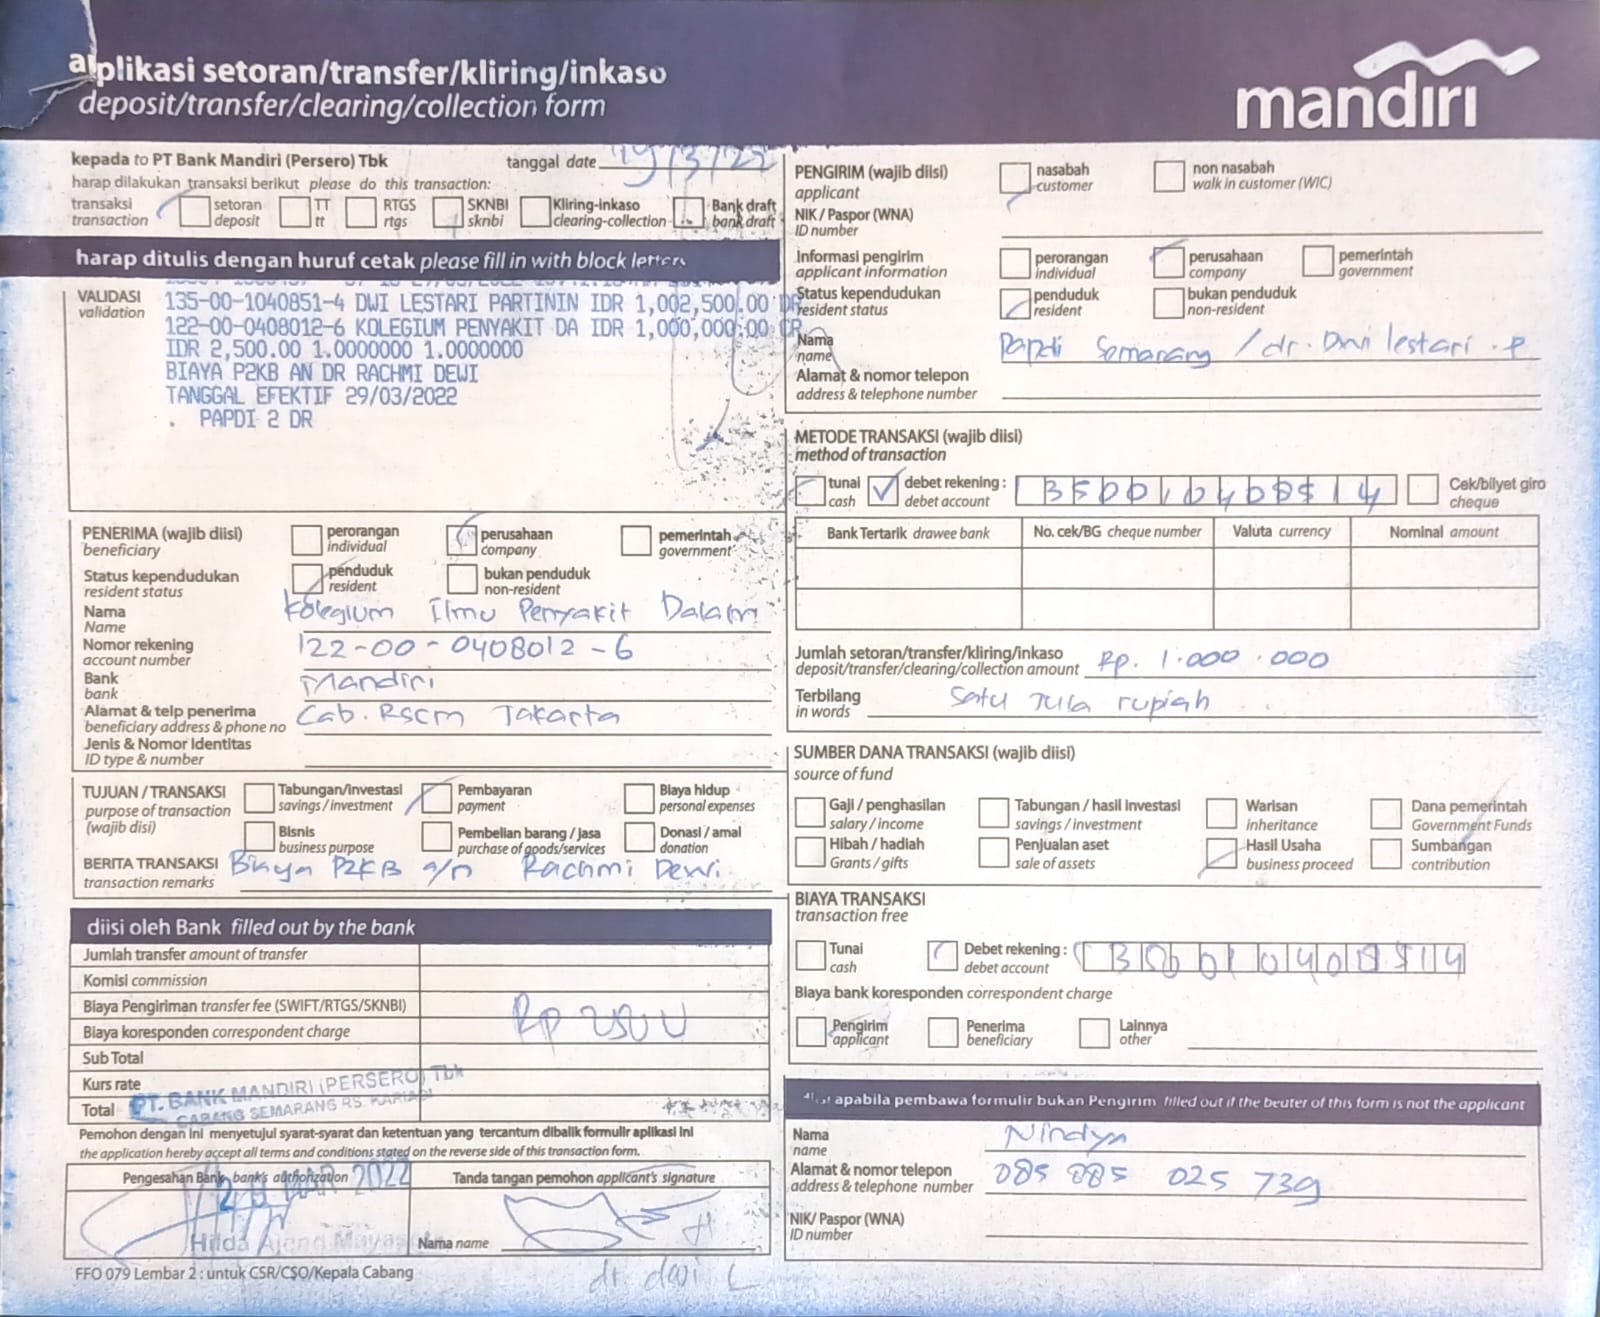 aplikasi setoran/transfer/kliring/inkaso
deposit/transfer/clearing/collection form
mandırı
kepada to PT Bank Mandiri (Persero) Tbk
tanggal date
harap dilakukan transaksi berikut please do this transaction:
transaksi
transaction
setoran
deposit
TT
tt
RTGS
rtgs
SKNBI
sknbi
Kliring-inkaso
clearing-collection
Bank draft
bank draft
harap ditulis dengan huruf cetak please fill in with block letters
VALIDASI
validation
135-00-1040851-4 DWI LESTARI PARTININ IDR 1,002,500.00 DR
122-00-0408012-6 KOLEGIUM PENYAKIT DA IDR 1,000,000.00 CR
IDR 2,500.00 1.0000000 1.0000000
BIAYA P2KB AN DR RACHMI DEWI
TANGGAL EFEKTIF 29/03/2022
. PAPDI 2 DR
PENERIMA (wajib diisi)
beneficiary
perorangan
individual
perusahaan
company
pemerintah
government
Status kependudukan
resident status
penduduk
resident
bukan penduduk
non-resident
Nama
Name
Kolegium Ilmu Penyakit Dalam
Nomor rekening
account number
122-00-0408012-6
Bank
bank
Mandiri
Alamat & telp penerima
beneficiary address & phone no
Cab. RSCM Jakarta
Jenis & Nomor Identitas
ID type & number
TUJUAN / TRANSAKSI
purpose of transaction
(wajib disi)
Tabungan/investasi
savings / investment
Pembayaran
payment
Biaya hidup
personal expenses
Bisnis
business purpose
Pembelian barang / jasa
purchase of goods/services
Donasi / amal
donation
BERITA TRANSAKSI
transaction remarks
Biaya P2KB a/n Rachmi Dewi
diisi oleh Bank filled out by the bank
Jumlah transfer amount of transfer
Komisi commission
Biaya Pengiriman transfer fee (SWIFT/RTGS/SKNBI)
Biaya koresponden correspondent charge
Rp 2500
Sub Total
Kurs rate
Total
PT. BANK MANDIRI (PERSERO) Tbk
CABANG SEMARANG RS. KARIADI
Pemohon dengan ini menyetujui syarat-syarat dan ketentuan yang tercantum dibalik formulir aplikasi ini
the application hereby accept all terms and conditions stated on the reverse side of this transaction form.
Pengesahan Bank bank's authorization
MAR 2022
Hilda Ajeng
Tanda tangan pemohon applicant's signature
Nama name
dr dwi L
FFO 079 Lembar 2 : untuk CSR/CSO/Kepala Cabang
PENGIRIM (wajib diisi)
applicant
nasabah
customer
non nasabah
walk in customer (WIC)
NIK / Paspor (WNA)
ID number
Informasi pengirim
applicant information
perorangan
individual
perusahaan
company
pemerintah
government
Status kependudukan
resident status
penduduk
resident
bukan penduduk
non-resident
Nama
name
Papdi Semarang / dr. Dwi lestari . P
Alamat & nomor telepon
address & telephone number
METODE TRANSAKSI (wajib diisi)
method of transaction
tunai
cash
debet rekening :
debet account
Cek/bilyet giro
cheque
Bank Tertarik drawee bank
No. cek/BG cheque number
Valuta currency
Nominal amount
Jumlah setoran/transfer/kliring/inkaso
deposit/transfer/clearing/collection amount
Rp. 1.000.000
Terbilang
in words
Satu Juta rupiah
SUMBER DANA TRANSAKSI (wajib diisi)
source of fund
Gaji / penghasilan
salary / income
Tabungan / hasil investasi
savings / investment
Warisan
inheritance
Dana pemerintah
Government Funds
Hibah / hadiah
Grants / gifts
Penjualan aset
sale of assets
Hasil Usaha
business proceed
Sumbangan
contribution
BIAYA TRANSAKSI
transaction free
Tunai
cash
Debet rekening :
debet account
Biaya bank koresponden correspondent charge
Pengirim
applicant
Penerima
beneficiary
Lainnya
other
apabila pembawa formulir bukan Pengirim filled out if the beuter of this form is not the applicant
Nama
name
Nindya
Alamat & nomor telepon
address & telephone number
085 885 025 739
NIK/ Paspor (WNA)
ID number